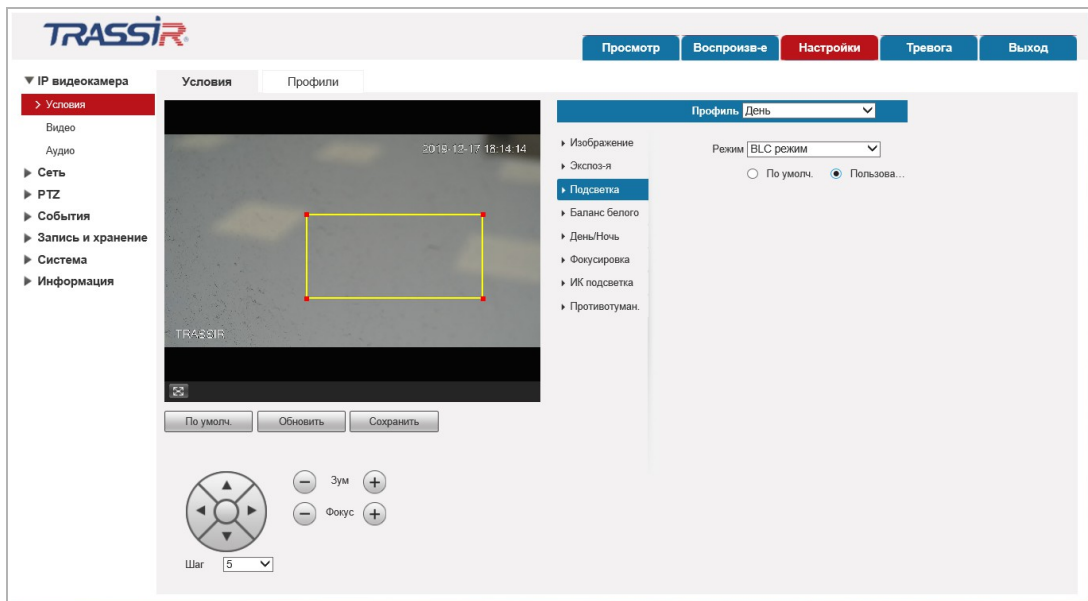 TRASSIR
Просмотр
Воспроизв-е
Настройки
Тревога
Выход
IP видеокамера
Условия
Видео
Аудио
Сеть
PTZ
События
Запись и хранение
Система
Информация
Условия
Профили
2019-12-17 18:14:14
TRASSIR
По умолч.
Обновить
Сохранить
Зум
Фокус
Шаг 5
Профиль День
Изображение
Экспоз-я
Подсветка
Баланс белого
День/Ночь
Фокусировка
ИК подсветка
Противотуман.
Режим BLC режим
По умолч. Пользова...